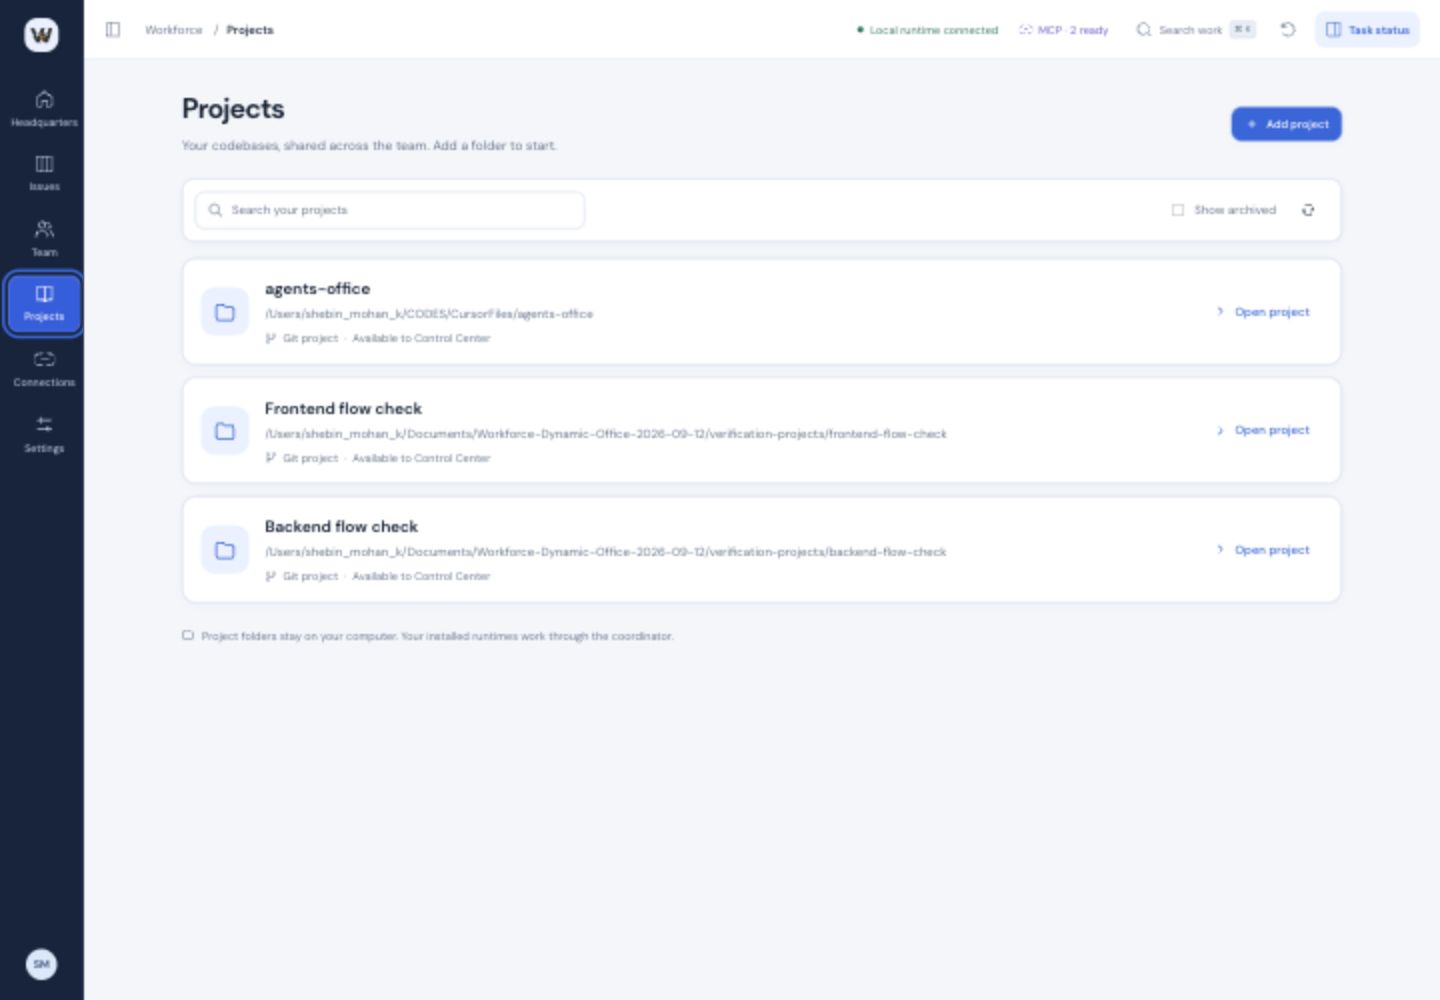 W
Workforce / Projects
Local runtime connected
MCP · 2 ready
Search work ⌘ K
Task status
Headquarters
Issues
Team
Projects
Connections
Settings
SM
Projects
Your codebases, shared across the team. Add a folder to start.
+ Add project
Search your projects
Show archived
agents-office
/Users/shebin_mohan_k/CODES/CursorFiles/agents-office
Git project · Available to Control Center
Open project
Frontend flow check
/Users/shebin_mohan_k/Documents/Workforce-Dynamic-Office-2026-09-12/verification-projects/frontend-flow-check
Git project · Available to Control Center
Open project
Backend flow check
/Users/shebin_mohan_k/Documents/Workforce-Dynamic-Office-2026-09-12/verification-projects/backend-flow-check
Git project · Available to Control Center
Open project
Project folders stay on your computer. Your installed runtimes work through the coordinator.